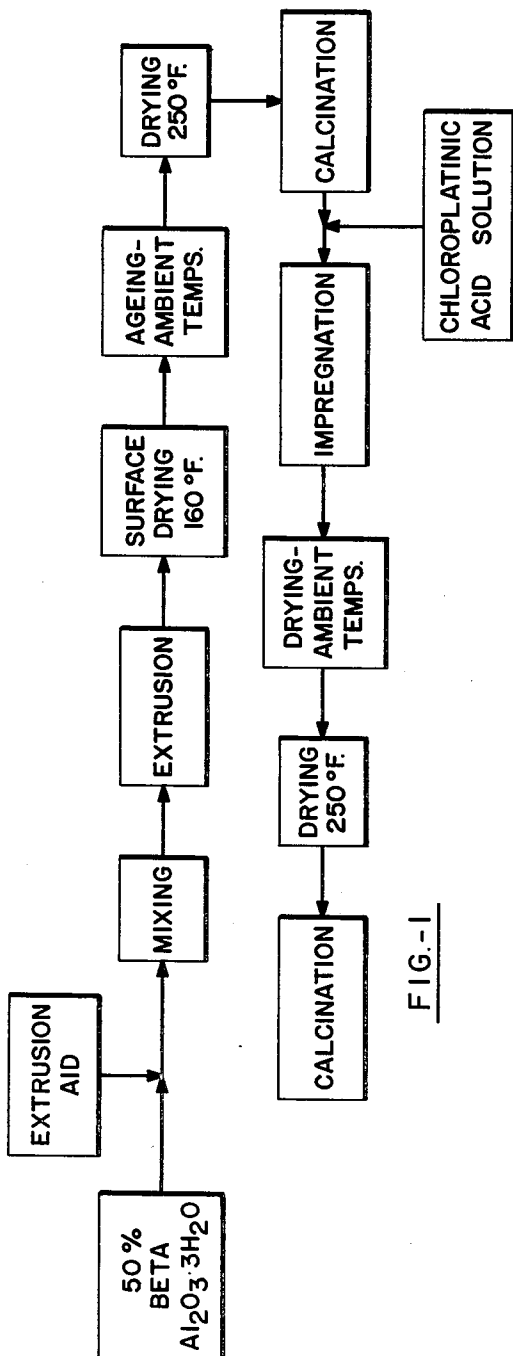 EXTRUSION
AID
50%
BETA
Al2O3·3H2O
MIXING
EXTRUSION
SURFACE
DRYING
160°F.
AGEING-
AMBIENT
TEMPS.
DRYING
250°F.
CALCINATION
CHLOROPLATINIC
ACID SOLUTION
IMPREGNATION
DRYING-
AMBIENT
TEMPS.
DRYING
250°F.
CALCINATION
FIG.-1